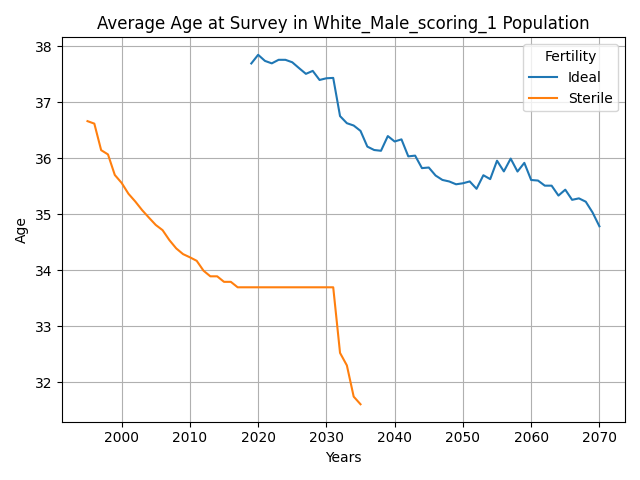 Average Age at Survey in White_Male_scoring_1 Population
Fertility
Ideal
Sterile
38
37
36
35
34
33
32
Age
2000 2010 2020 2030 2040 2050 2060 2070
Years